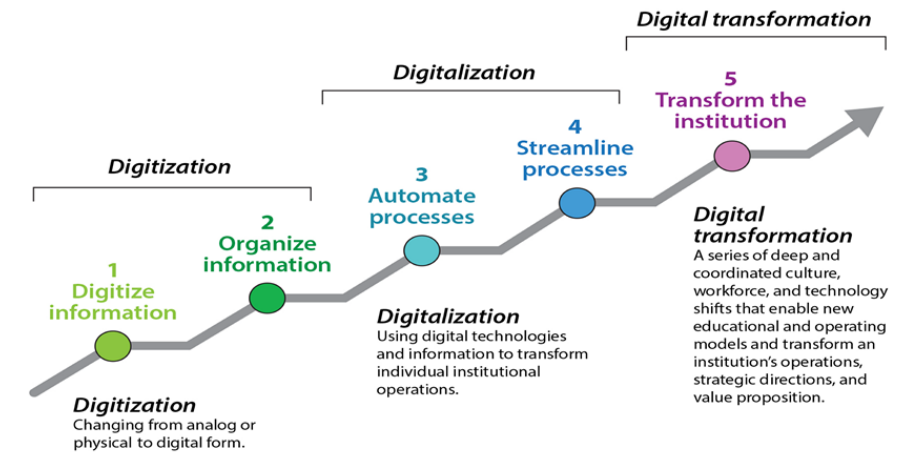 Digital transformation
Digitalization
5
Transform the
institution
4
Streamline
processes
Digitization
3
Automate
processes
2
Organize
information
1
Digitize
information
Digitization
Changing from analog or
physical to digital form.
Digitalization
Using digital technologies
and information to transform
individual institutional
operations.
Digital
transformation
A series of deep and
coordinated culture,
workforce, and technology
shifts that enable new
educational and operating
models and transform an
institution’s operations,
strategic directions, and
value proposition.